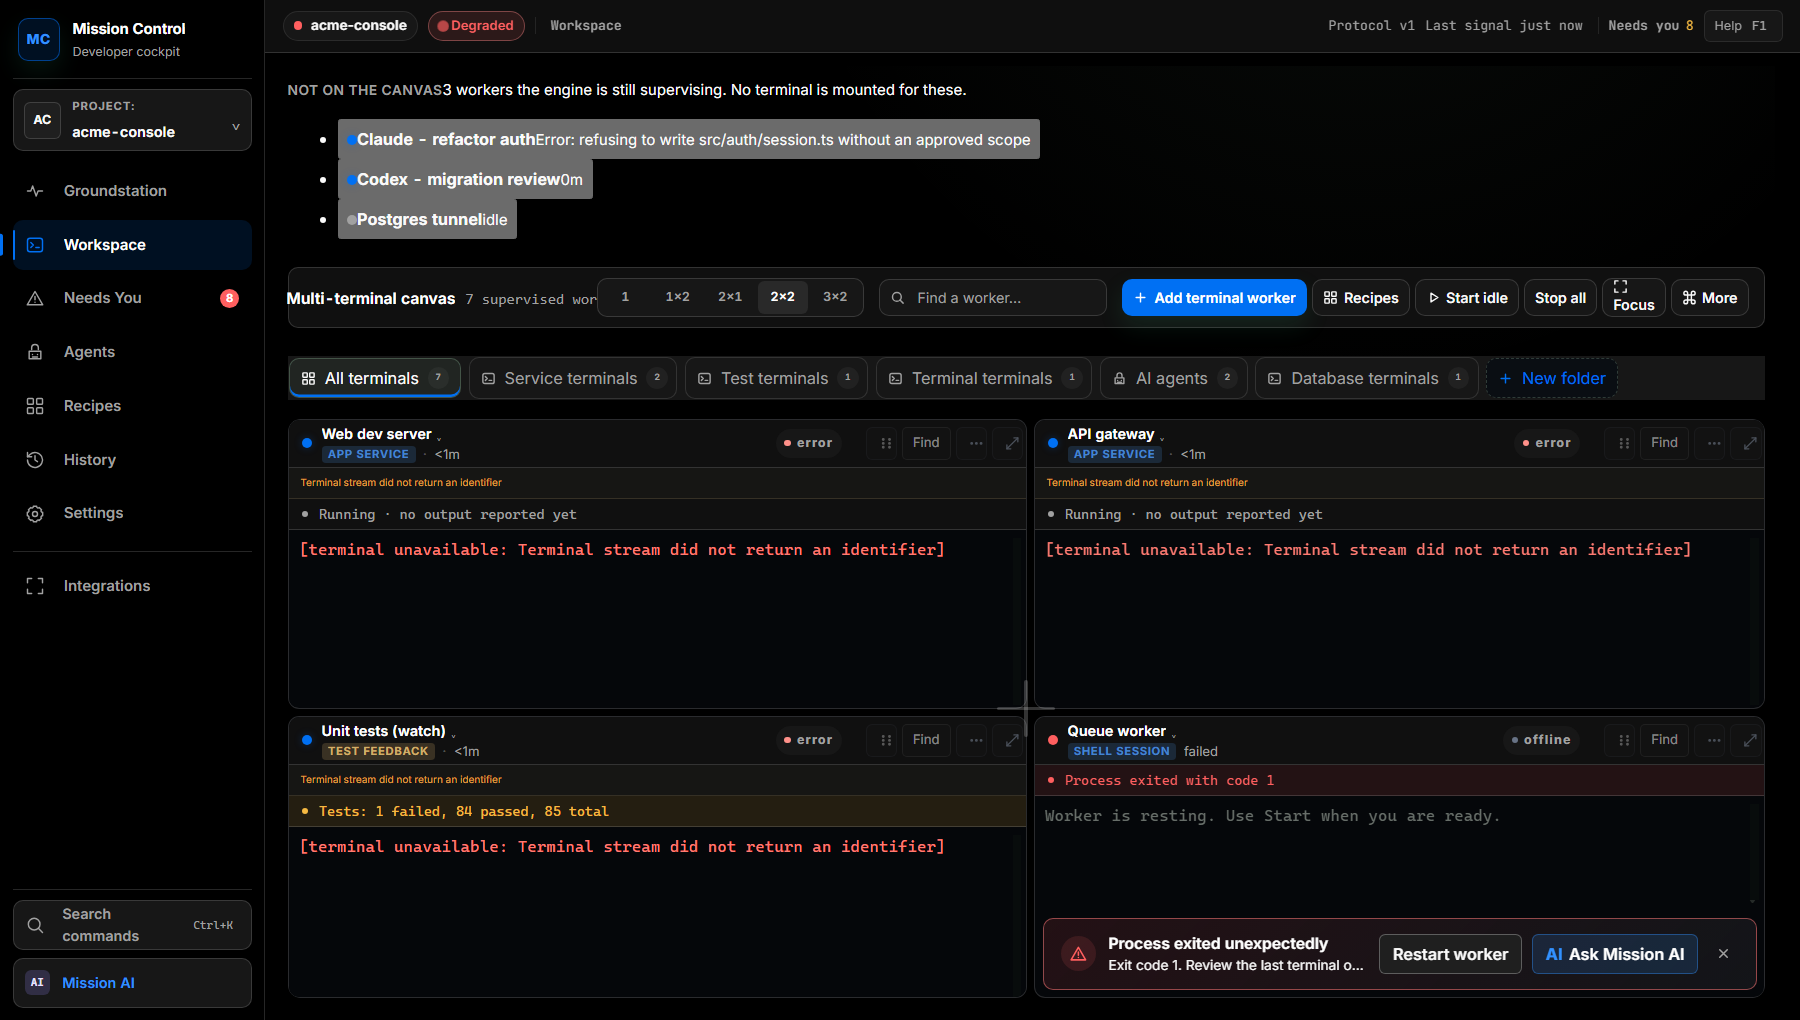 MC
Mission Control
Developer cockpit
AC
PROJECT:
acme-console
Groundstation
Workspace
Needs You
8
Agents
Recipes
History
Settings
Integrations
Search commands
Ctrl+K
AI
Mission AI
acme-console
Degraded
Workspace
Protocol v1
Last signal just now
Needs you 8
Help F1
NOT ON THE CANVAS3 workers the engine is still supervising. No terminal is mounted for these.
Claude - refactor authError: refusing to write src/auth/session.ts without an approved scope
Codex - migration review0m
Postgres tunnelidle
Multi-terminal canvas
7 supervised wor
1
1×2
2×1
2×2
3×2
Find a worker...
+ Add terminal worker
Recipes
Start idle
Stop all
Focus
More
All terminals 7
Service terminals 2
Test terminals 1
Terminal terminals 1
AI agents 2
Database terminals 1
+ New folder
Web dev server
APP SERVICE · <1m
error
Find
Terminal stream did not return an identifier
Running · no output reported yet
[terminal unavailable: Terminal stream did not return an identifier]
API gateway
APP SERVICE · <1m
error
Find
Terminal stream did not return an identifier
Running · no output reported yet
[terminal unavailable: Terminal stream did not return an identifier]
Unit tests (watch)
TEST FEEDBACK · <1m
error
Find
Terminal stream did not return an identifier
Tests: 1 failed, 84 passed, 85 total
[terminal unavailable: Terminal stream did not return an identifier]
Queue worker
SHELL SESSION failed
offline
Find
Process exited with code 1
Worker is resting. Use Start when you are ready.
Process exited unexpectedly
Exit code 1. Review the last terminal o...
Restart worker
AI Ask Mission AI